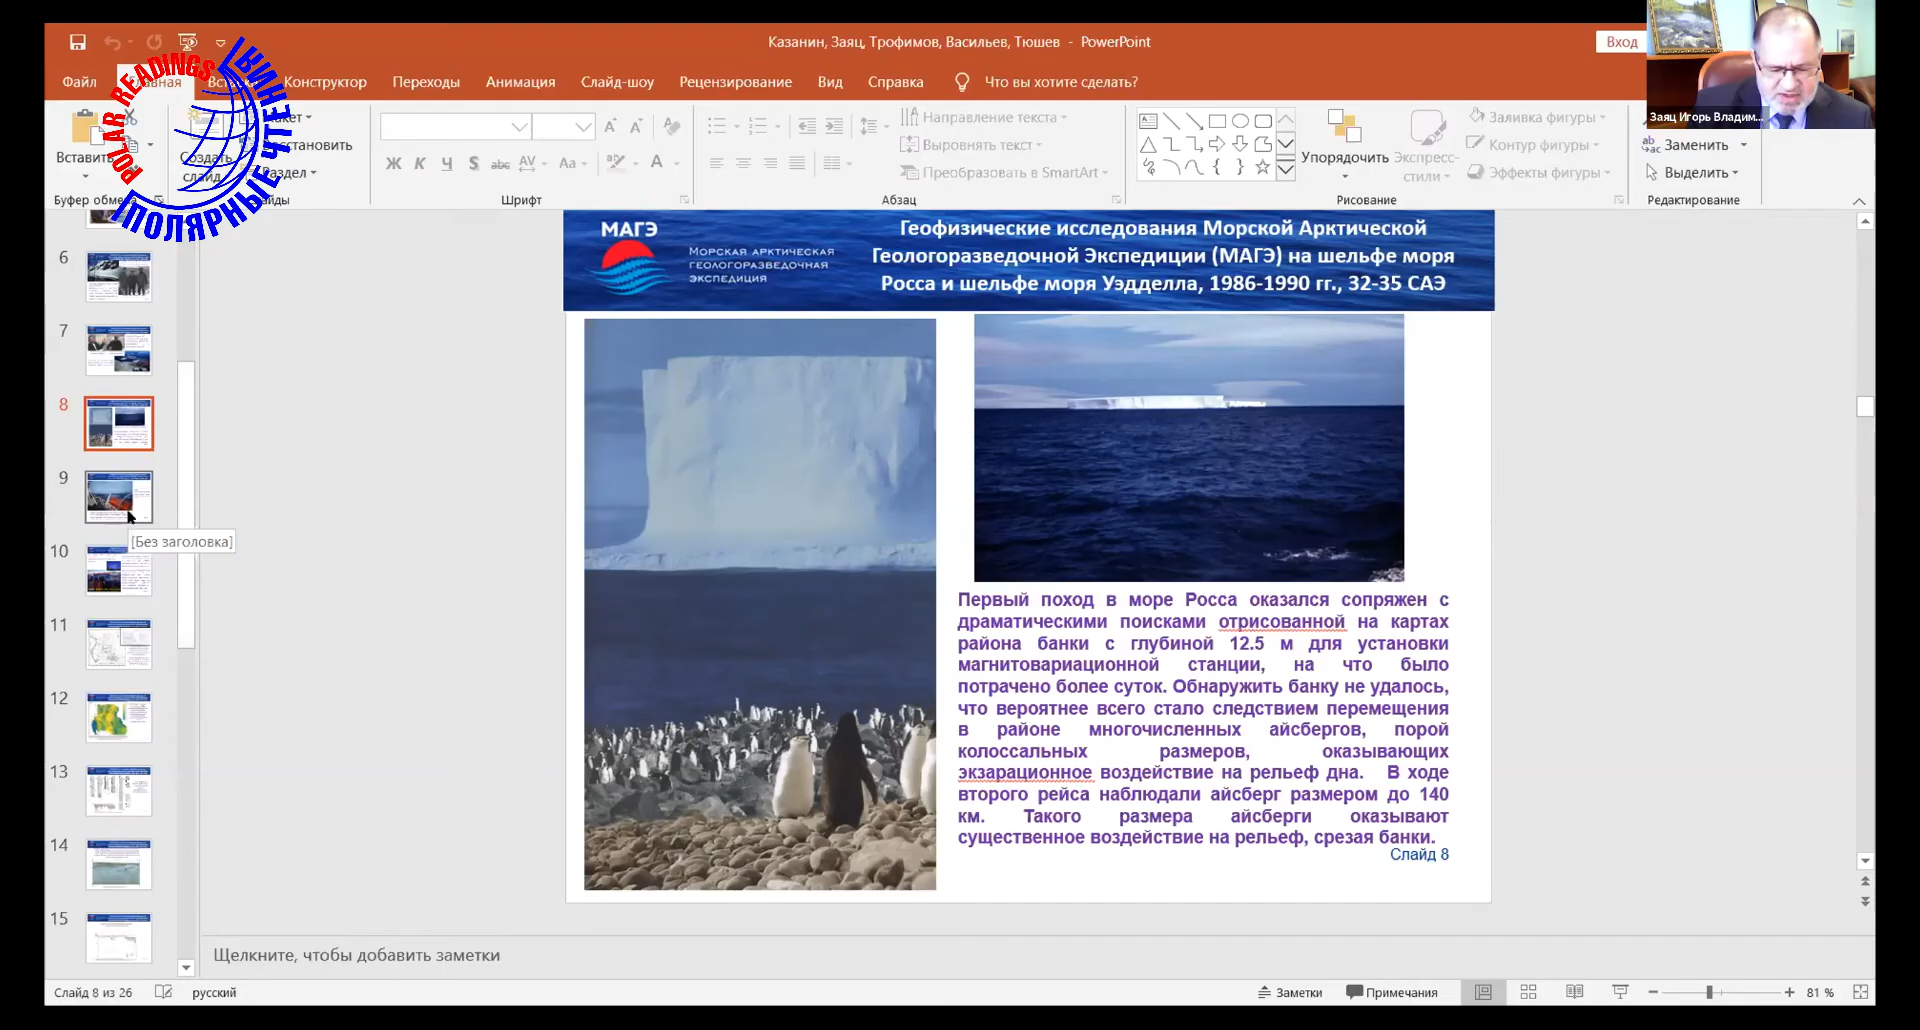 Казанин, Заяц, Трофимов, Васильев, Тюшев - PowerPoint
Вход
Файл
Главная
Конструктор
Переходы
Анимация
Слайд-шоу
Рецензирование
Вид
Справка
Что вы хотите сделать?
POLAR READINGS
ПОЛЯРНЫЕ ЧТЕНИЯ
Вставить
Создать
слайд
Раздел
Буфер обмена
Ж К Ч S abc AV Aa А
Шрифт
Направление текста
Выровнять текст
Преобразовать в SmartArt
Абзац
Упорядочить
Экспресс-
стили
Заливка фигуры
Контур фигуры
Эффекты фигуры
Рисование
Заменить
Выделить
Редактирование
Заяц Игорь Владим...
6
7
8
9
[Без заголовка]
10
11
12
13
14
15
МАГЭ
МОРСКАЯ АРКТИЧЕСКАЯ
ГЕОЛОГОРАЗВЕДОЧНАЯ
ЭКСПЕДИЦИЯ
Геофизические исследования Морской Арктической
Геологоразведочной Экспедиции (МАГЭ) на шельфе моря
Росса и шельфе моря Уэдделла, 1986-1990 гг., 32-35 САЭ
Первый поход в море Росса оказался сопряжен с
драматическими поисками отрисованной на картах
района банки с глубиной 12.5 м для установки
магнитовариационной станции, на что было
потрачено более суток. Обнаружить банку не удалось,
что вероятнее всего стало следствием перемещения
в районе многочисленных айсбергов, порой
колоссальных размеров, оказывающих
экзарационное воздействие на рельеф дна. В ходе
второго рейса наблюдали айсберг размером до 140
км. Такого размера айсберги оказывают
существенное воздействие на рельеф, срезая банки.
Слайд 8
Щелкните, чтобы добавить заметки
Слайд 8 из 26
русский
Заметки
Примечания
81 %